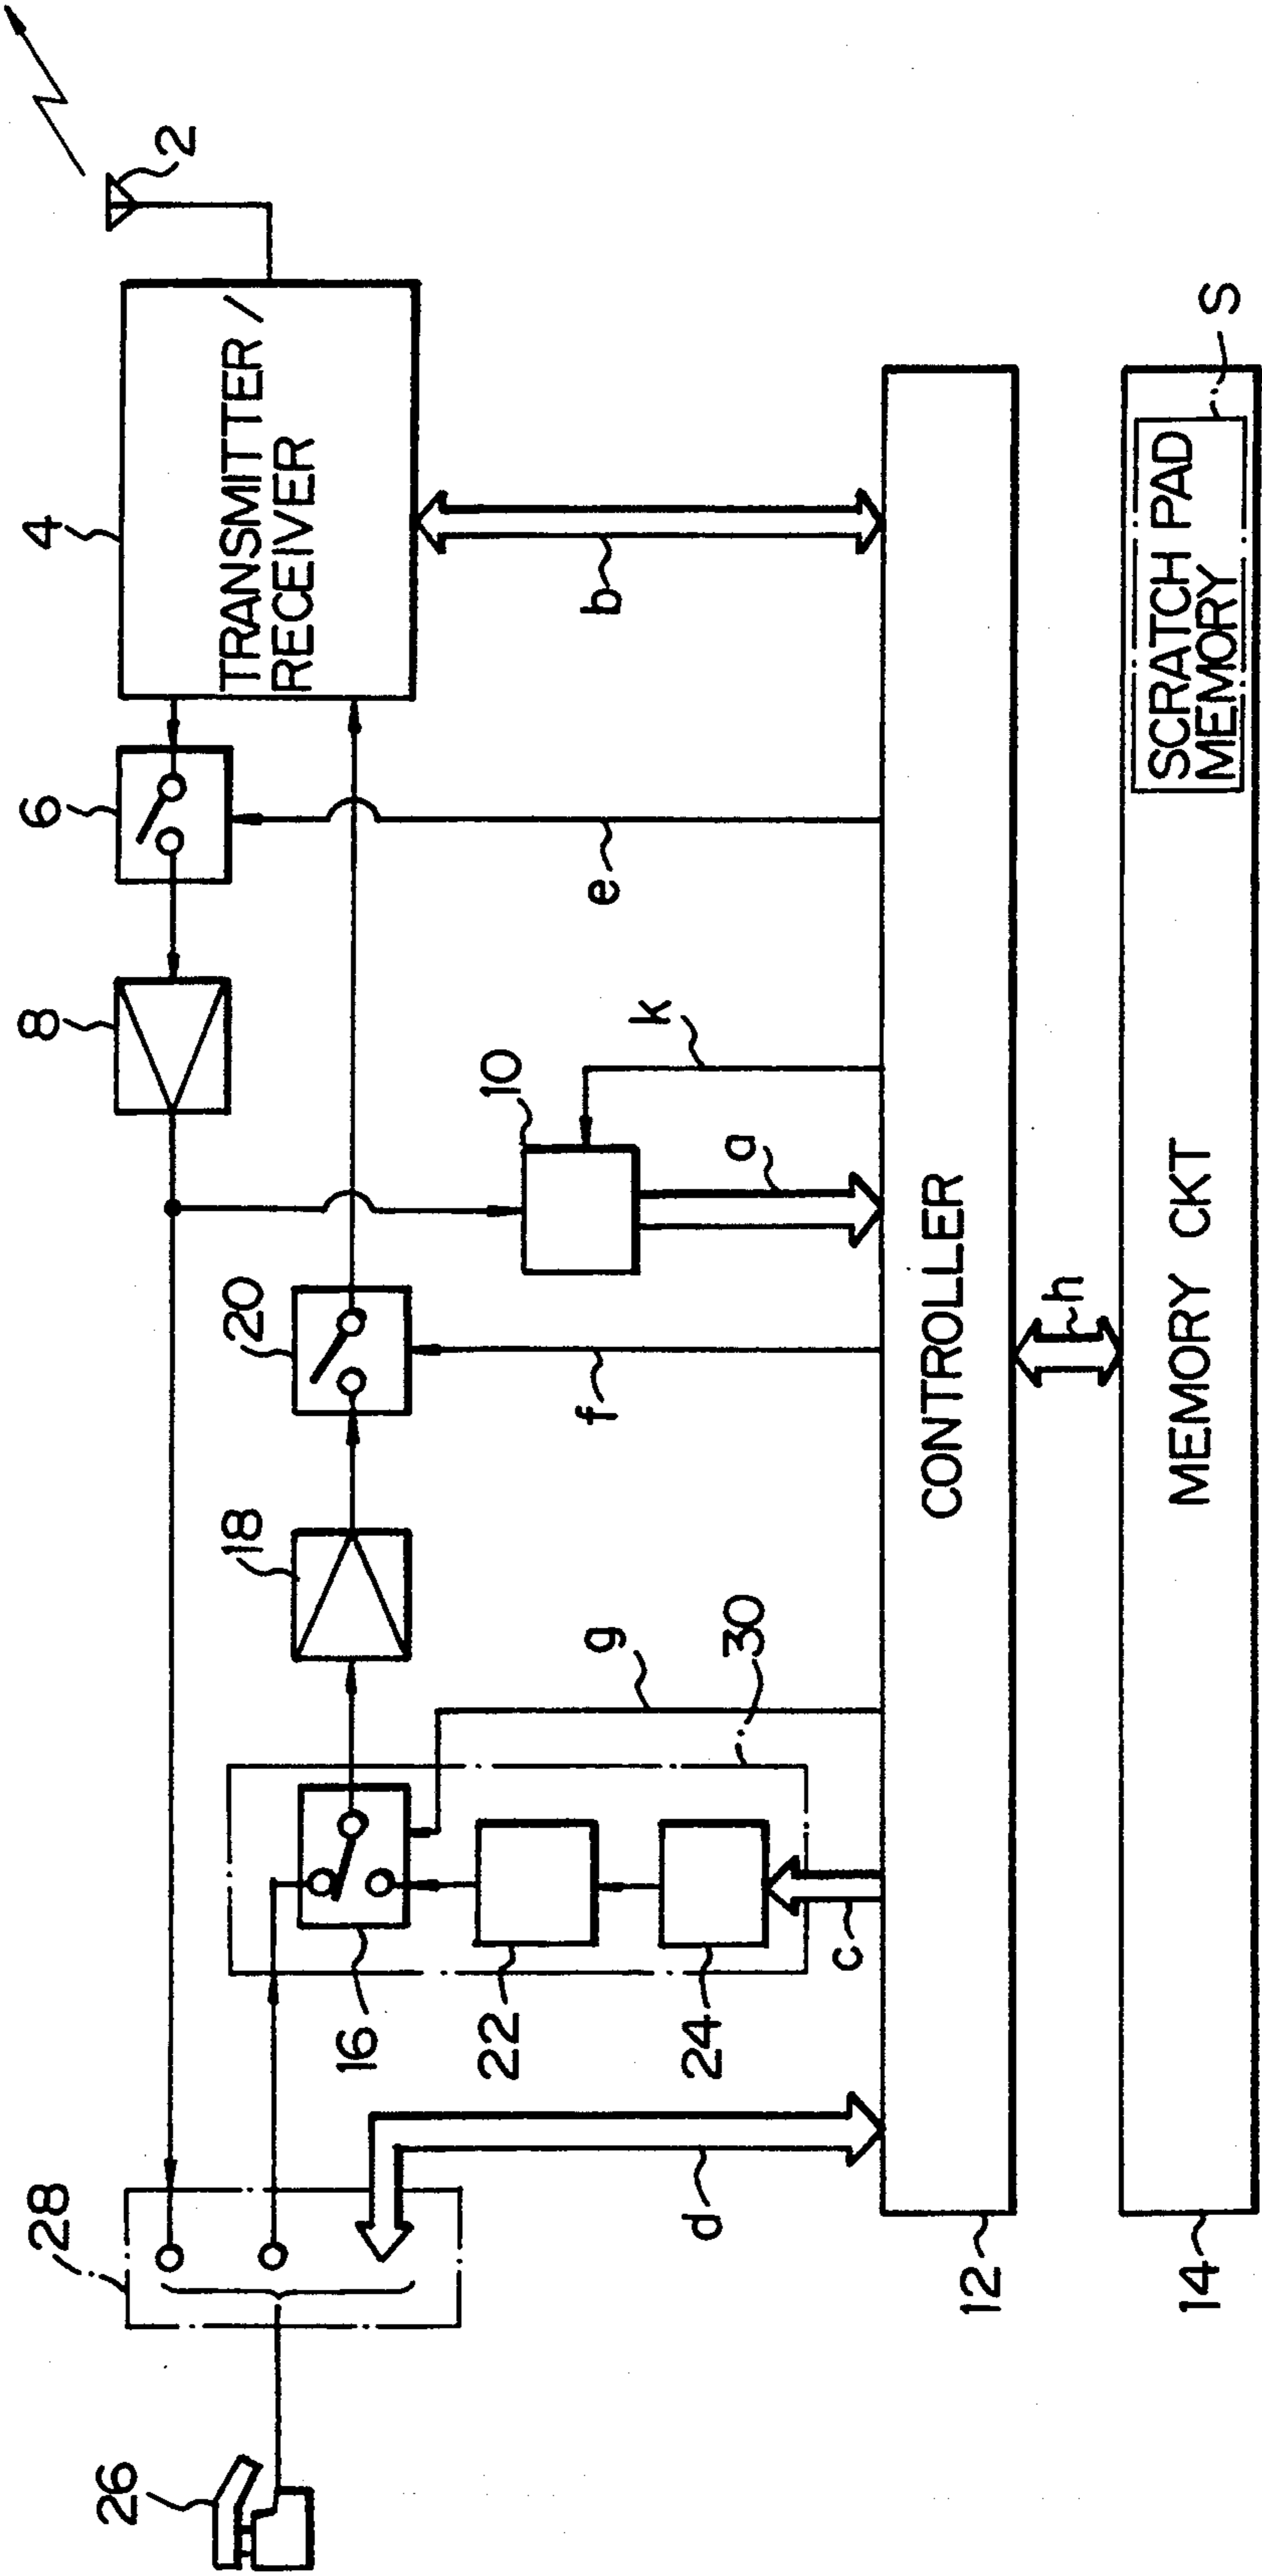 2
4
TRANSMITTER /
RECEIVER
6
8
10
k
a
b
e
20
f
18
g
30
16
22
24
c
d
28
26
CONTROLLER
12
h
MEMORY CKT
14
SCRATCH PAD
MEMORY
S